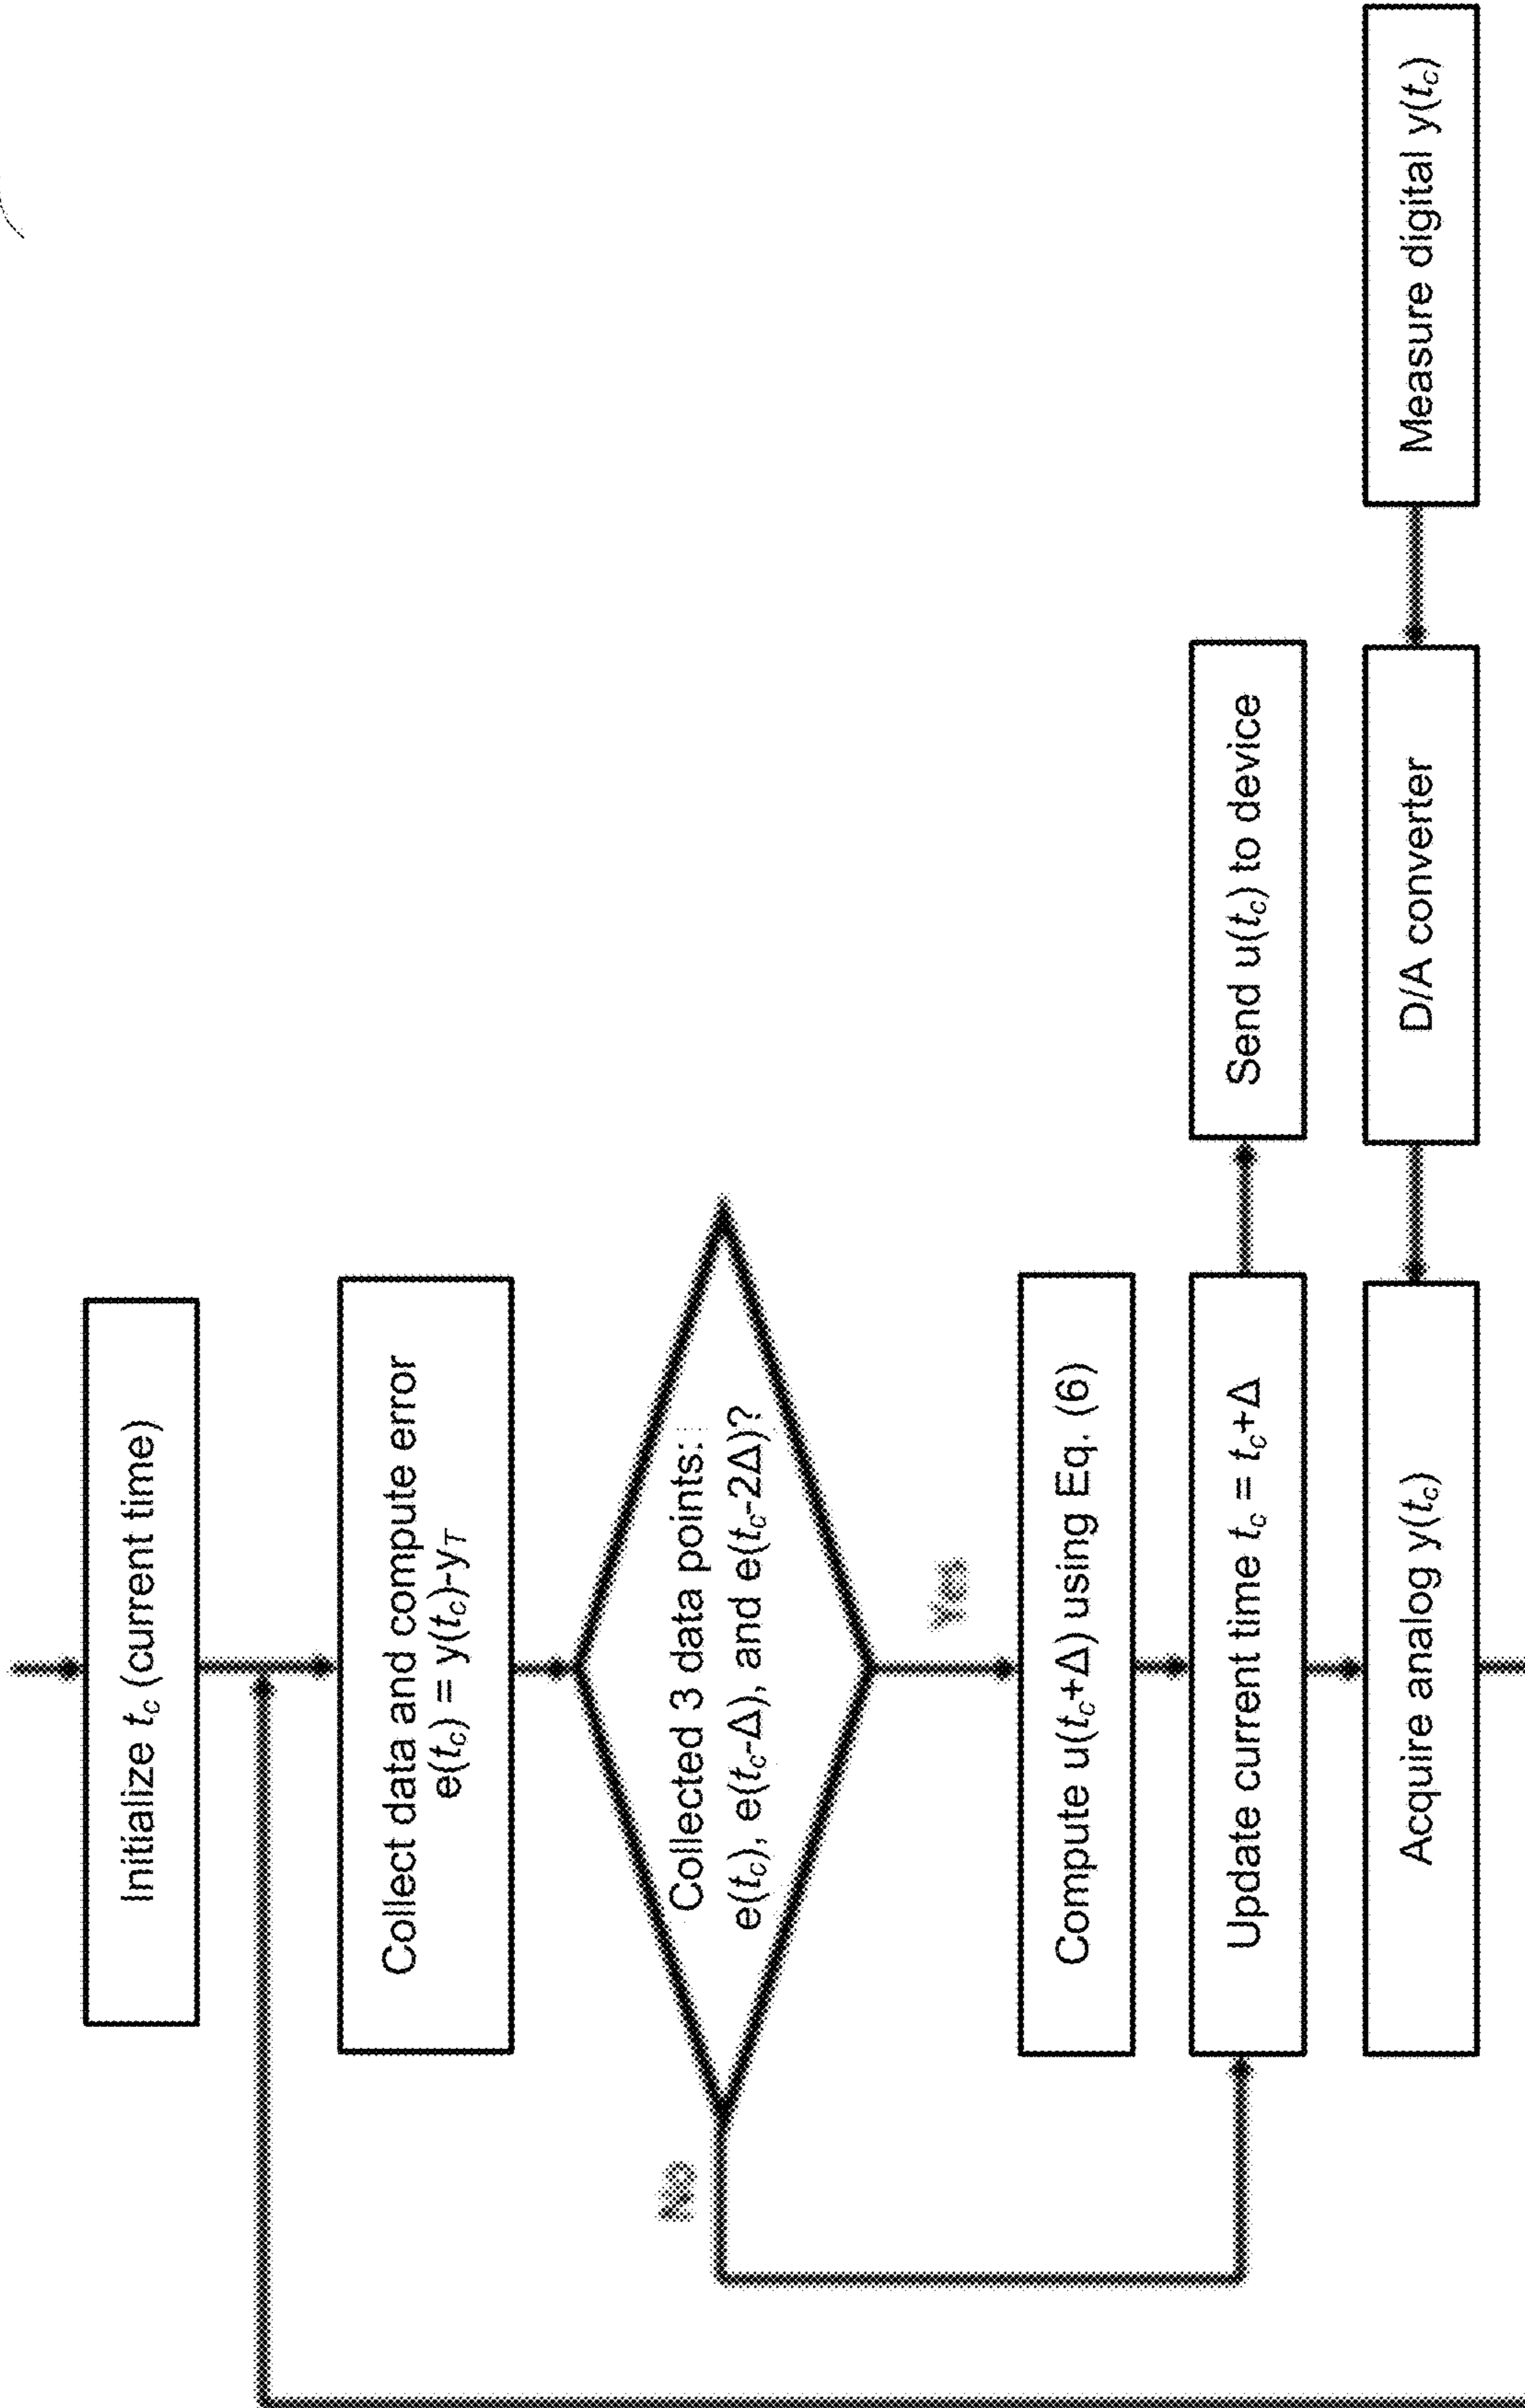 Initialize t_c (current time)
Collect data and compute error
e(t_c) = y(t_c)-y_T
Collected 3 data points:
e(t_c), e(t_c-Δ), and e(t_c-2Δ)?
No
Yes
Compute u(t_c+Δ) using Eq. (6)
Update current time t_c = t_c+Δ
Send u(t_c) to device
Acquire analog y(t_c)
D/A converter
Measure digital y(t_c)